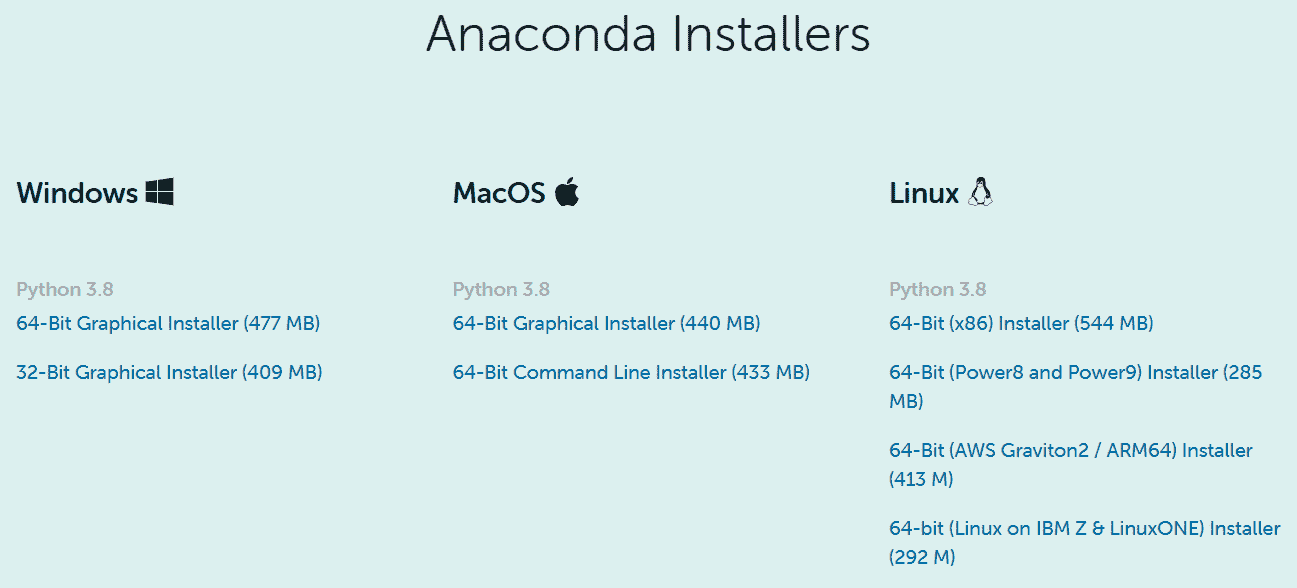 Anaconda Installers
Windows
MacOS
Linux
Python 3.8
64-Bit Graphical Installer (477 MB)
32-Bit Graphical Installer (409 MB)
Python 3.8
64-Bit Graphical Installer (440 MB)
64-Bit Command Line Installer (433 MB)
Python 3.8
64-Bit (x86) Installer (544 MB)
64-Bit (Power8 and Power9) Installer (285
MB)
64-Bit (AWS Graviton2 / ARM64) Installer
(413 M)
64-bit (Linux on IBM Z & LinuxONE) Installer
(292 M)